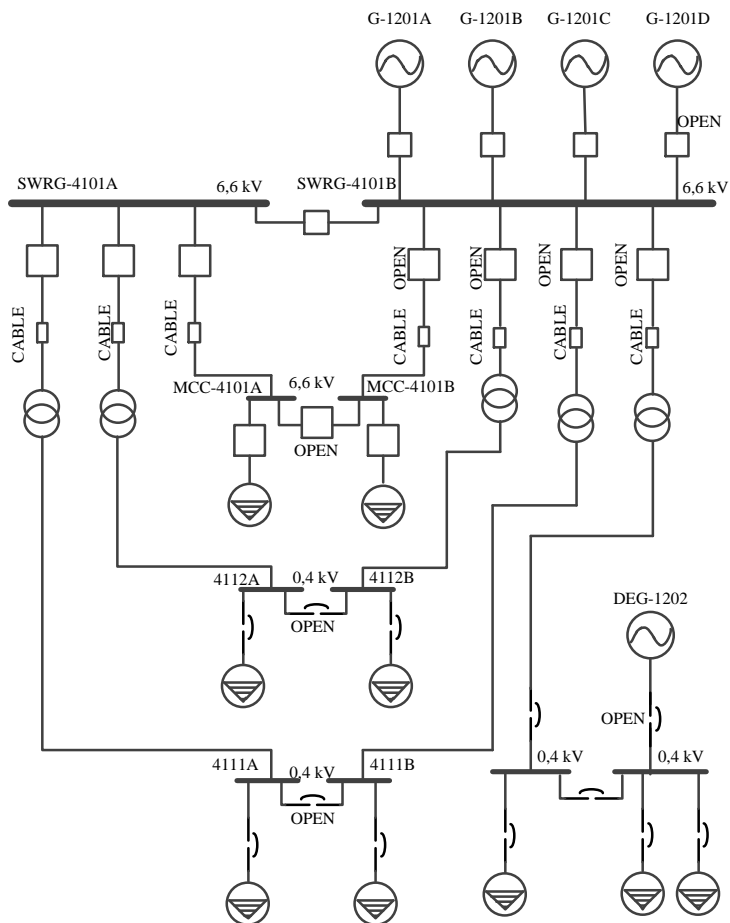 G-1201A
G-1201B
G-1201C
G-1201D
OPEN
SWRG-4101A
6,6 kV
SWRG-4101B
6,6 kV
OPEN
OPEN
OPEN
OPEN
CABLE
CABLE
CABLE
CABLE
CABLE
CABLE
MCC-4101A
6,6 kV
MCC-4101B
OPEN
4112A
0,4 kV
4112B
OPEN
DEG-1202
OPEN
4111A
0,4 kV
4111B
0,4 kV
0,4 kV
OPEN